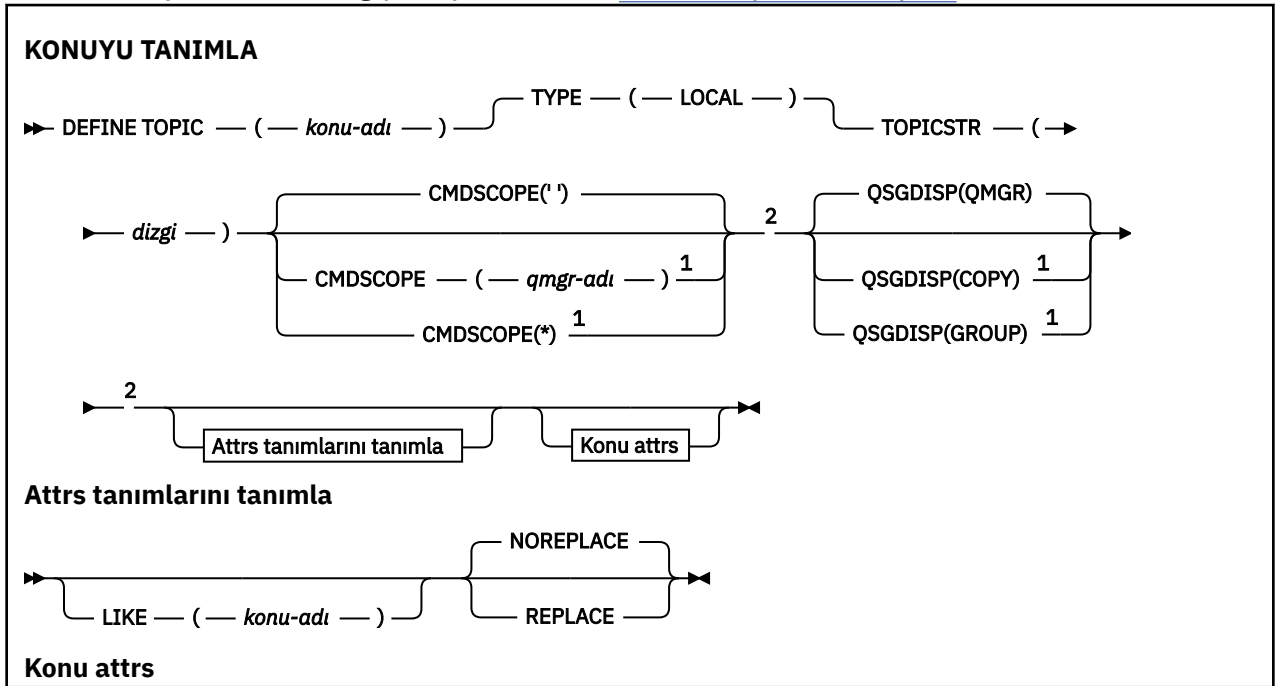 KONUYU TANIMLA
TYPE ( LOCAL )
DEFINE TOPIC ( konu-adı ) TOPICSTR (
CMDSCOPE(' ') QSGDISP(QMGR)
dizgi ) 2
CMDSCOPE ( qmgr-adı ) 1 QSGDISP(COPY) 1
CMDSCOPE(*) 1 QSGDISP(GROUP) 1
2
Attrs tanımlarını tanımla Konu attrs
Attrs tanımlarını tanımla
NOREPLACE
LIKE ( konu-adı ) REPLACE
Konu attrs